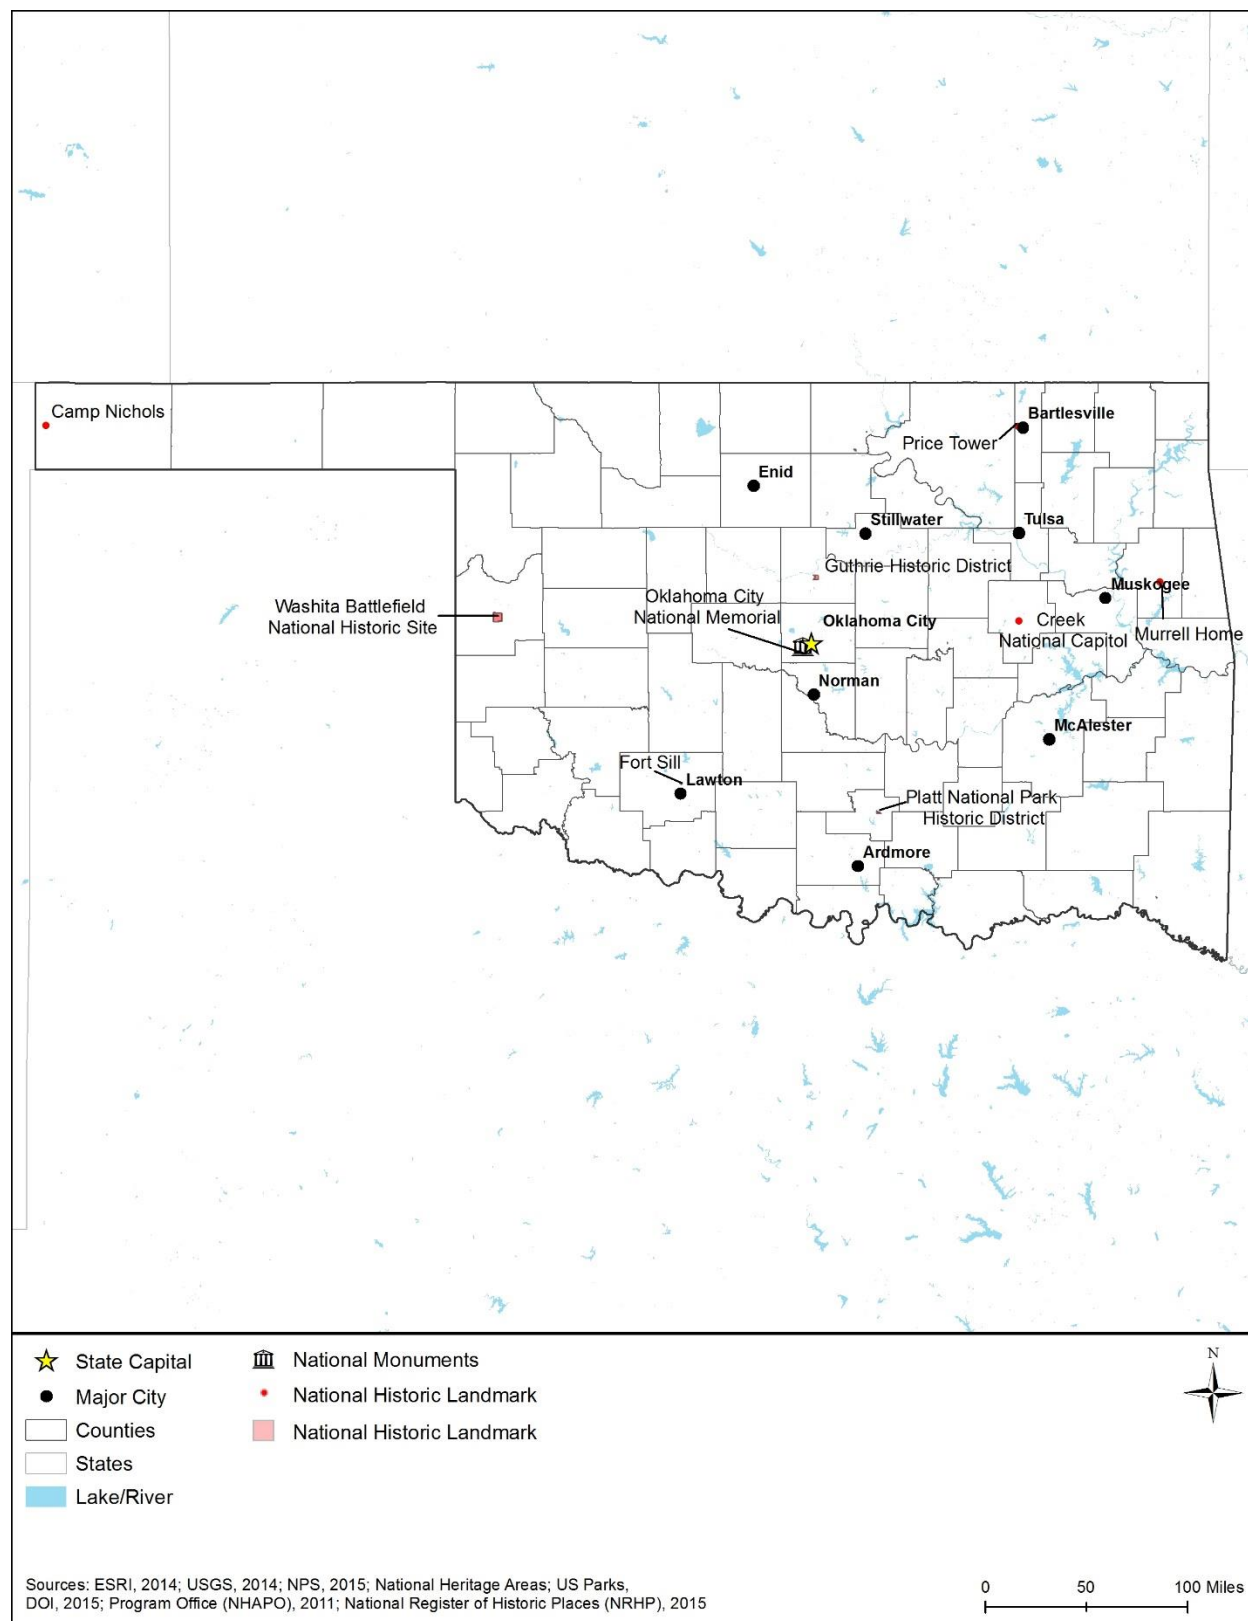 Camp Nichols
Bartlesville
Price Tower
Enid
Stillwater
Tulsa
Guthrie Historic District
Muskogee
Oklahoma City
National Memorial
Washita Battlefield
National Historic Site
Oklahoma City
Creek
National Capitol
Murrell Home
Norman
McAlester
Fort Sill
Lawton
Platt National Park
Historic District
Ardmore
State Capital
National Monuments
Major City
National Historic Landmark
Counties
National Historic Landmark
States
Lake/River
N
Sources: ESRI, 2014; USGS, 2014; NPS, 2015; National Heritage Areas; US Parks,
DOI, 2015; Program Office (NHAPO), 2011; National Register of Historic Places (NRHP), 2015
0 50 100 Miles